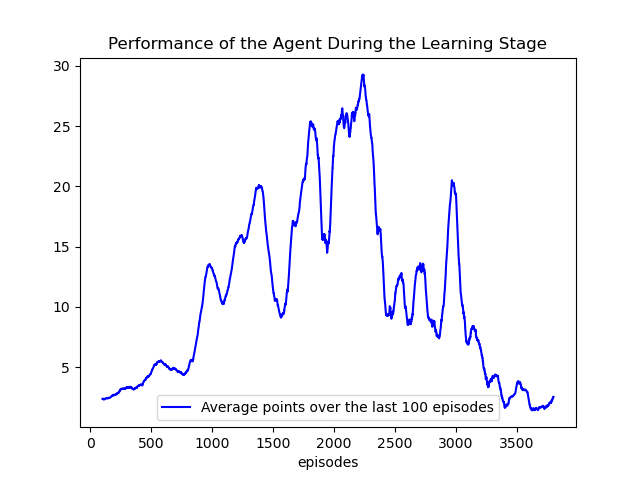 Performance of the Agent During the Learning Stage
30
25
20
15
10
5
Average points over the last 100 episodes
0 500 1000 1500 2000 2500 3000 3500
episodes